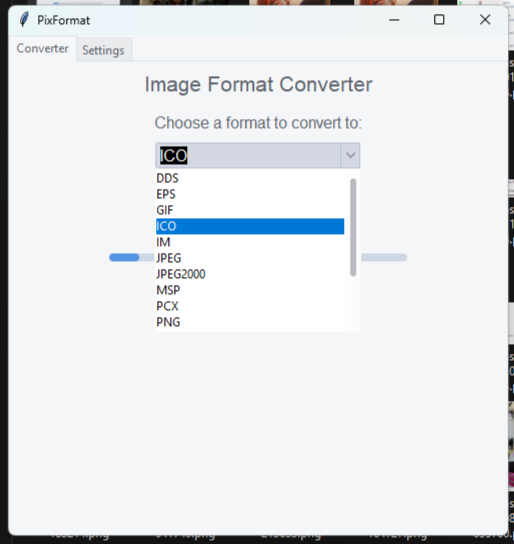 PixFormat
Converter
Settings
Image Format Converter
Choose a format to convert to:
ICO
DDS
EPS
GIF
ICO
IM
JPEG
JPEG2000
MSP
PCX
PNG